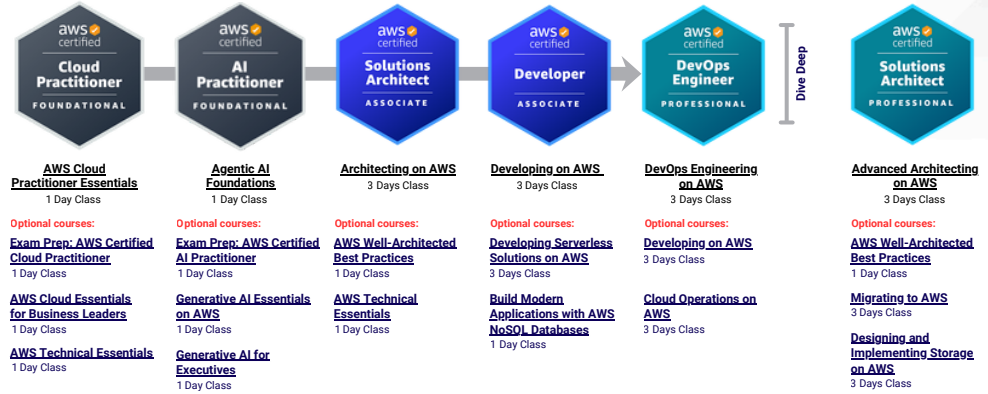 aws
certified
Cloud
Practitioner
FOUNDATIONAL
aws
certified
AI
Practitioner
FOUNDATIONAL
aws
certified
Solutions
Architect
ASSOCIATE
aws
certified
Developer
ASSOCIATE
aws
certified
DevOps
Engineer
PROFESSIONAL
Dive Deep
aws
certified
Solutions
Architect
PROFESSIONAL
AWS Cloud
Practitioner Essentials
1 Day Class
Optional courses:
Exam Prep: AWS Certified
Cloud Practitioner
1 Day Class
AWS Cloud Essentials
for Business Leaders
1 Day Class
AWS Technical Essentials
1 Day Class
Agentic AI
Foundations
1 Day Class
Optional courses:
Exam Prep: AWS Certified
AI Practitioner
1 Day Class
Generative AI Essentials
on AWS
1 Day Class
Generative AI for
Executives
1 Day Class
Architecting on AWS
3 Days Class
Optional courses:
AWS Well-Architected
Best Practices
1 Day Class
AWS Technical
Essentials
1 Day Class
Developing on AWS
3 Days Class
Optional courses:
Developing Serverless
Solutions on AWS
3 Days Class
Build Modern
Applications with AWS
NoSQL Databases
1 Day Class
DevOps Engineering
on AWS
3 Days Class
Optional courses:
Developing on AWS
3 Days Class
Cloud Operations on
AWS
3 Days Class
Advanced Architecting
on AWS
3 Days Class
Optional courses:
AWS Well-Architected
Best Practices
1 Day Class
Migrating to AWS
3 Days Class
Designing and
Implementing Storage
on AWS
3 Days Class